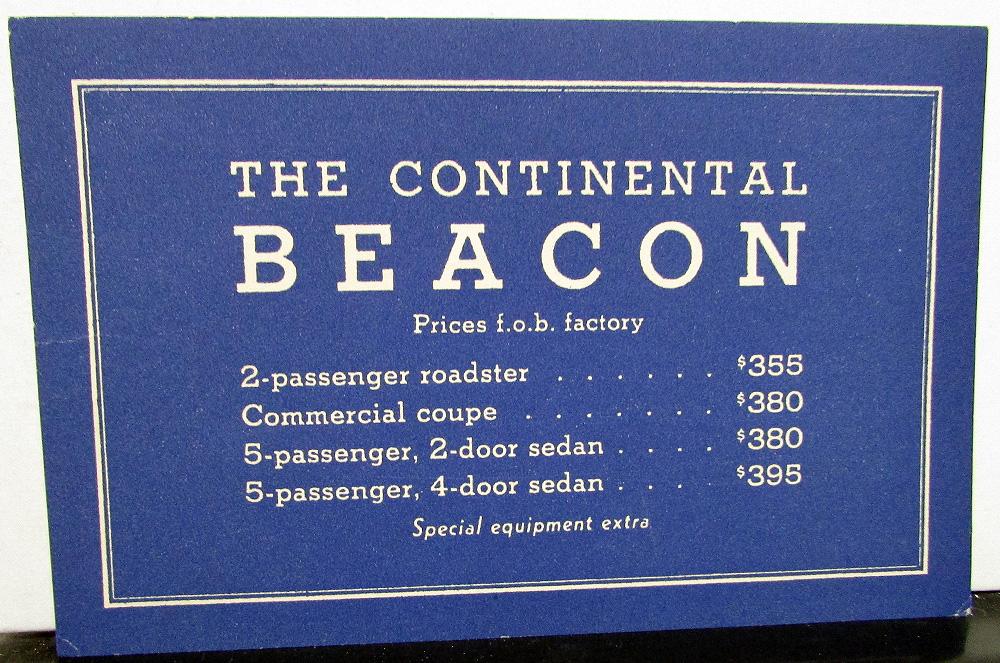 THE CONTINENTAL
BEACON
Prices f.o.b. factory
2-passenger roadster . . . . . . $355
Commercial coupe . . . . . . . $380
5-passenger, 2-door sedan . . . . $380
5-passenger, 4-door sedan . . . . $395
Special equipment extra